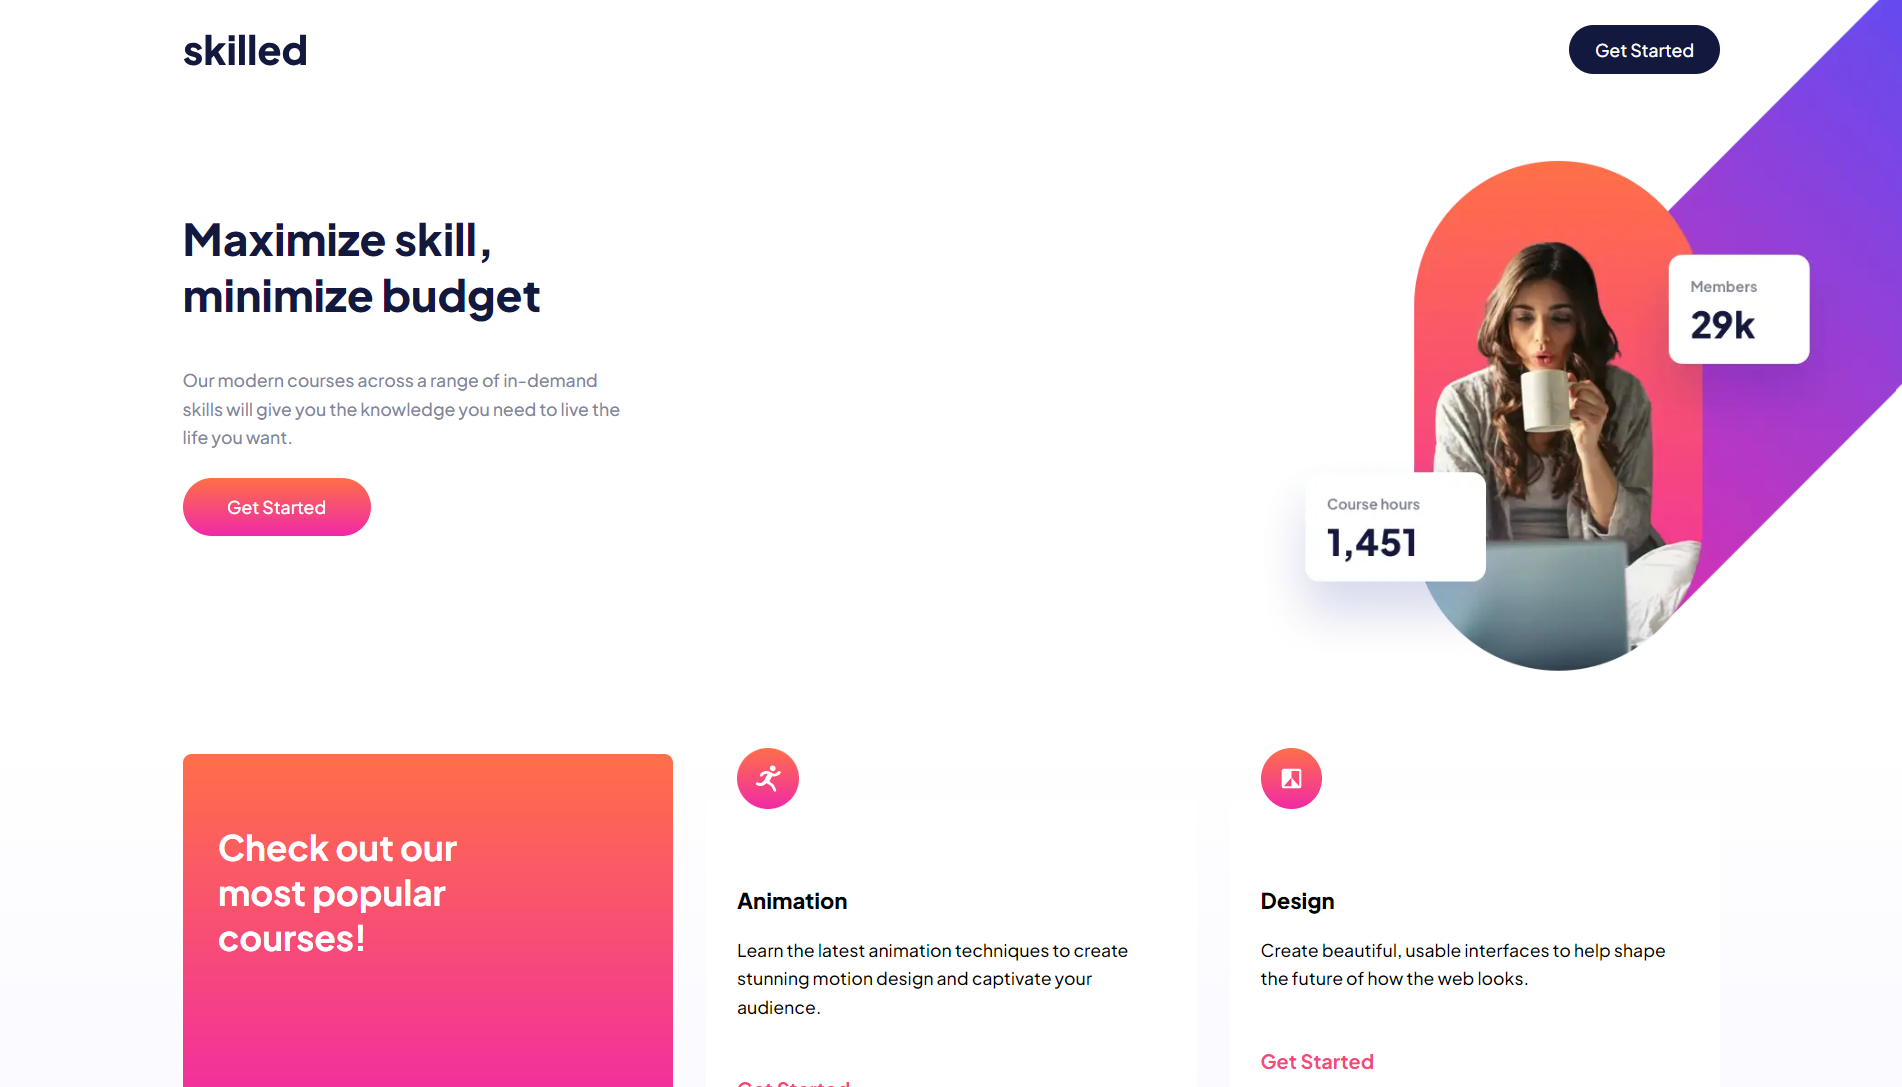 skilled
Get Started
Maximize skill,
minimize budget
Our modern courses across a range of in-demand
skills will give you the knowledge you need to live the
life you want.
Get Started
Members
29k
Course hours
1,451
Check out our
most popular
courses!
Animation
Learn the latest animation techniques to create
stunning motion design and captivate your
audience.
Get Started
Design
Create beautiful, usable interfaces to help shape
the future of how the web looks.
Get Started